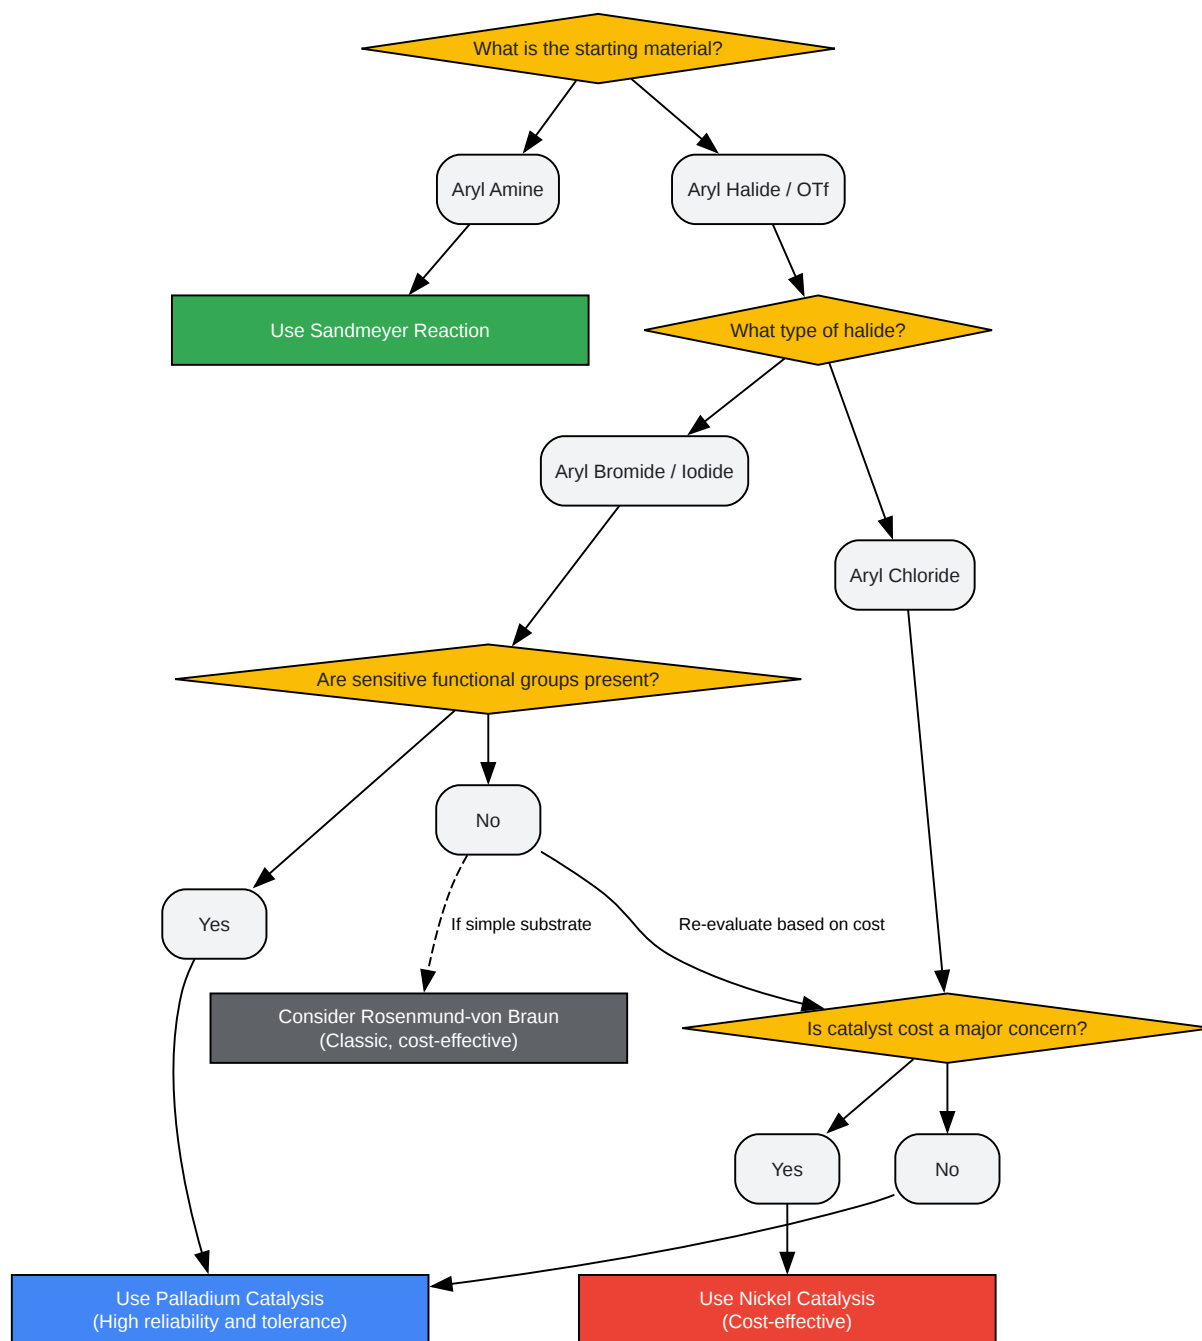 What is the starting material?
Aryl Amine
Aryl Halide / OTf
Use Sandmeyer Reaction
What type of halide?
Aryl Bromide / Iodide
Aryl Chloride
Are sensitive functional groups present?
No
Yes
If simple substrate
Re-evaluate based on cost
Consider Rosenmund-von Braun
(Classic, cost-effective)
Is catalyst cost a major concern?
Yes
No
Use Palladium Catalysis
(High reliability and tolerance)
Use Nickel Catalysis
(Cost-effective)